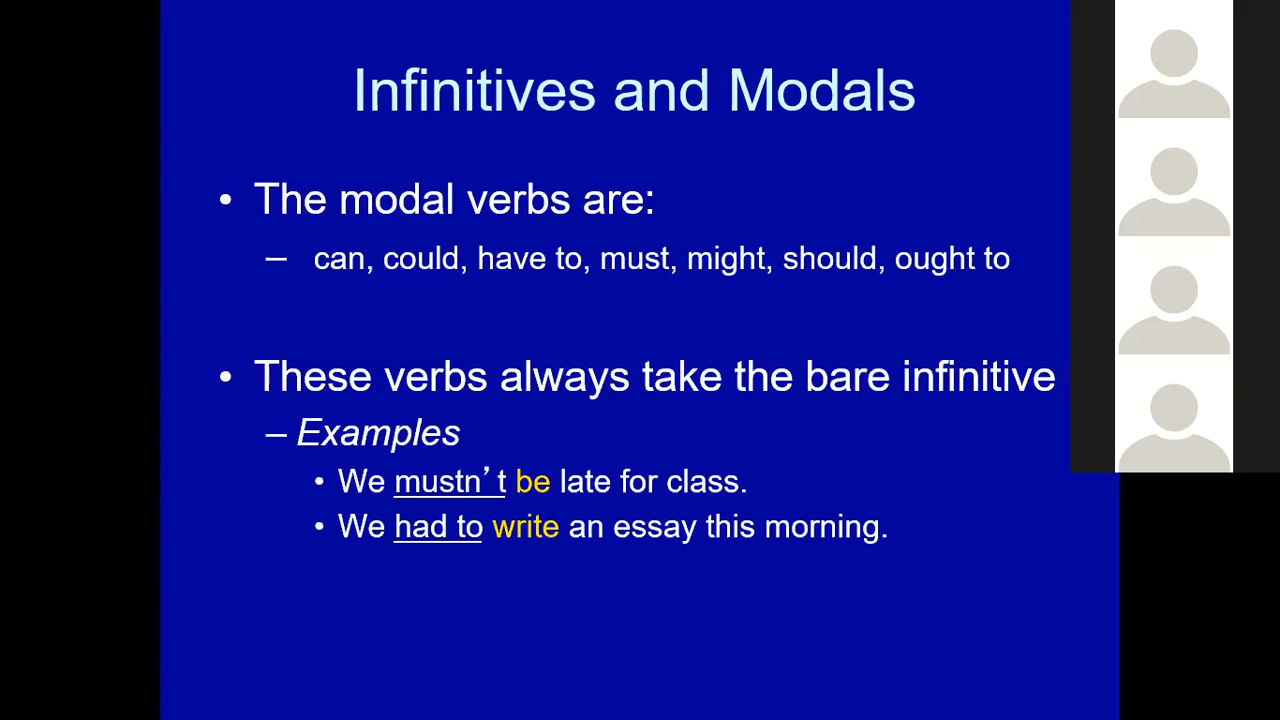 Infinitives and Modals
• The modal verbs are:
– can, could, have to, must, might, should, ought to
• These verbs always take the bare infinitive
– Examples
• We mustn’t be late for class.
• We had to write an essay this morning.